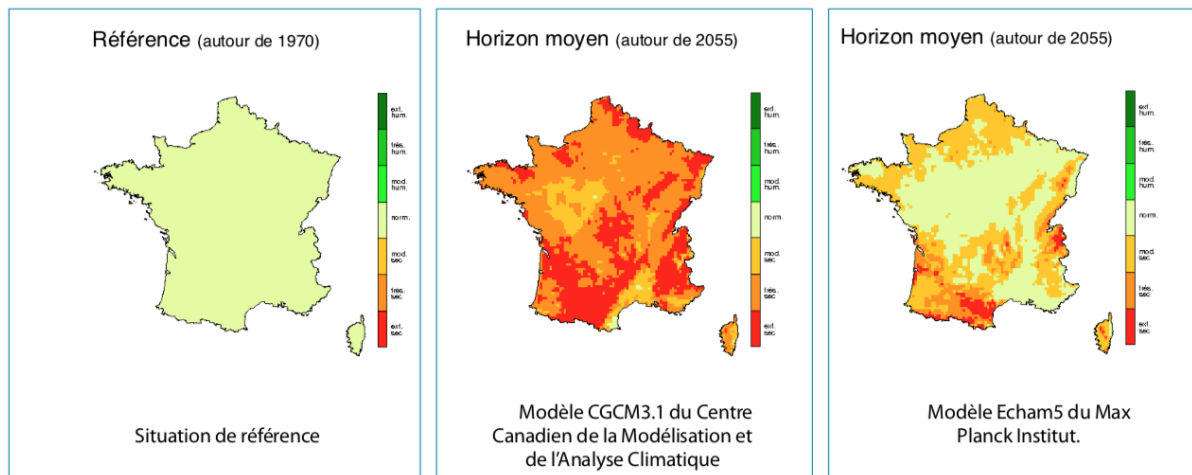 Référence (autour de 1970)
ext.
hum.
très.
hum.
mod.
hum.
norm.
mod.
sec
très.
sec
ext.
sec
Situation de référence
Horizon moyen (autour de 2055)
ext.
hum.
très.
hum.
mod.
hum.
norm.
mod.
sec
très.
sec
ext.
sec
Modèle CGCM3.1 du Centre
Canadien de la Modélisation et
de l'Analyse Climatique
Horizon moyen (autour de 2055)
ext.
hum.
très.
hum.
mod.
hum.
norm.
mod.
sec
très.
sec
ext.
sec
Modèle Echam5 du Max
Planck Institut.